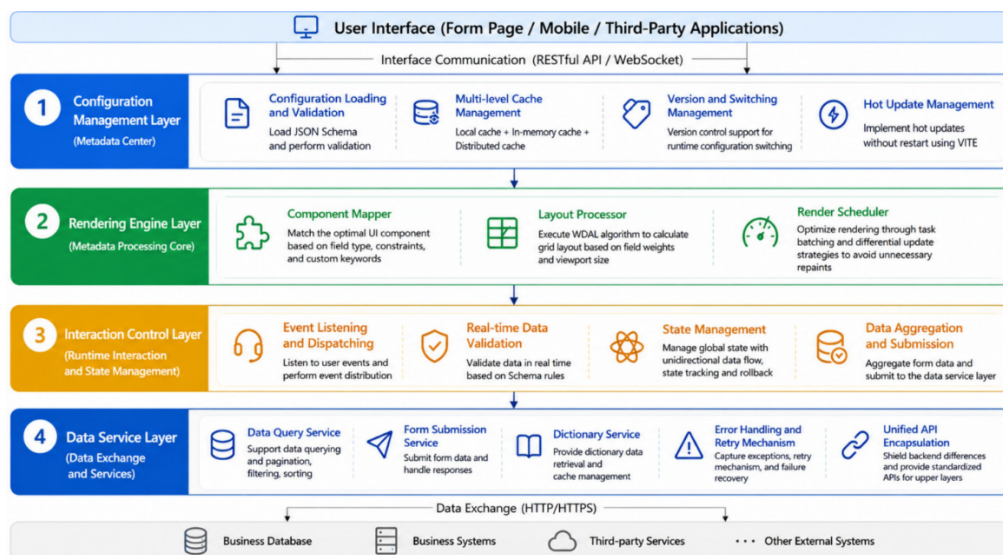 User Interface (Form Page / Mobile / Third-Party Applications)
Interface Communication (RESTful API / WebSocket)
1
Configuration
Management Layer
(Metadata Center)
Configuration Loading
and Validation
Load JSON Schema
and perform validation
Multi-level Cache
Management
Local cache + In-memory cache +
Distributed cache
Version and Switching
Management
Version control support for
runtime configuration switching
Hot Update Management
Implement hot updates
without restart using VITE
2
Rendering Engine Layer
(Metadata Processing Core)
Component Mapper
Match the optimal UI component
based on field type, constraints,
and custom keywords
Layout Processor
Execute WDAL algorithm to calculate
grid layout based on field weights
and viewport size
Render Scheduler
Optimize rendering through task
batching and differential update
strategies to avoid unnecessary
repaints
3
Interaction Control Layer
(Runtime Interaction
and State Management)
Event Listening
and Dispatching
Listen to user events and
perform event distribution
Real-time Data
Validation
Validate data in real time
based on Schema rules
State Management
Manage global state with
unidirectional data flow,
state tracking and rollback
Data Aggregation
and Submission
Aggregate form data and
submit to the data service layer
4
Data Service Layer
(Data Exchange
and Services)
Data Query Service
Support data querying
and pagination,
filtering, sorting
Form Submission
Service
Submit form data and
handle responses
Dictionary Service
Provide dictionary data
retrieval and
cache management
Error Handling and
Retry Mechanism
Capture exceptions, retry
mechanism, and failure
recovery
Unified API
Encapsulation
Shield backend differences
and provide standardized
APIs for upper layers
Data Exchange (HTTP/HTTPS)
Business Database
Business Systems
Third-party Services
··· Other External Systems